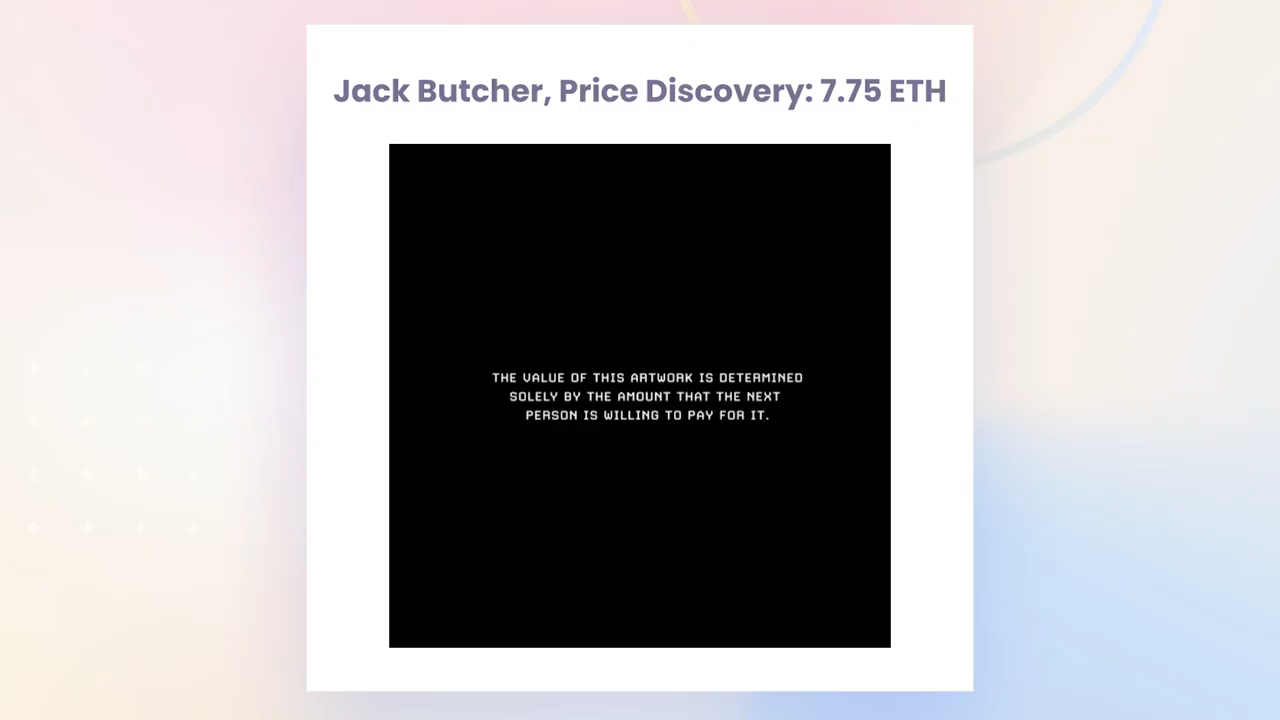 Jack Butcher, Price Discovery: 7.75 ETH
THE VALUE OF THIS ARTWORK IS DETERMINED
SOLELY BY THE AMOUNT THAT THE NEXT
PERSON IS WILLING TO PAY FOR IT.